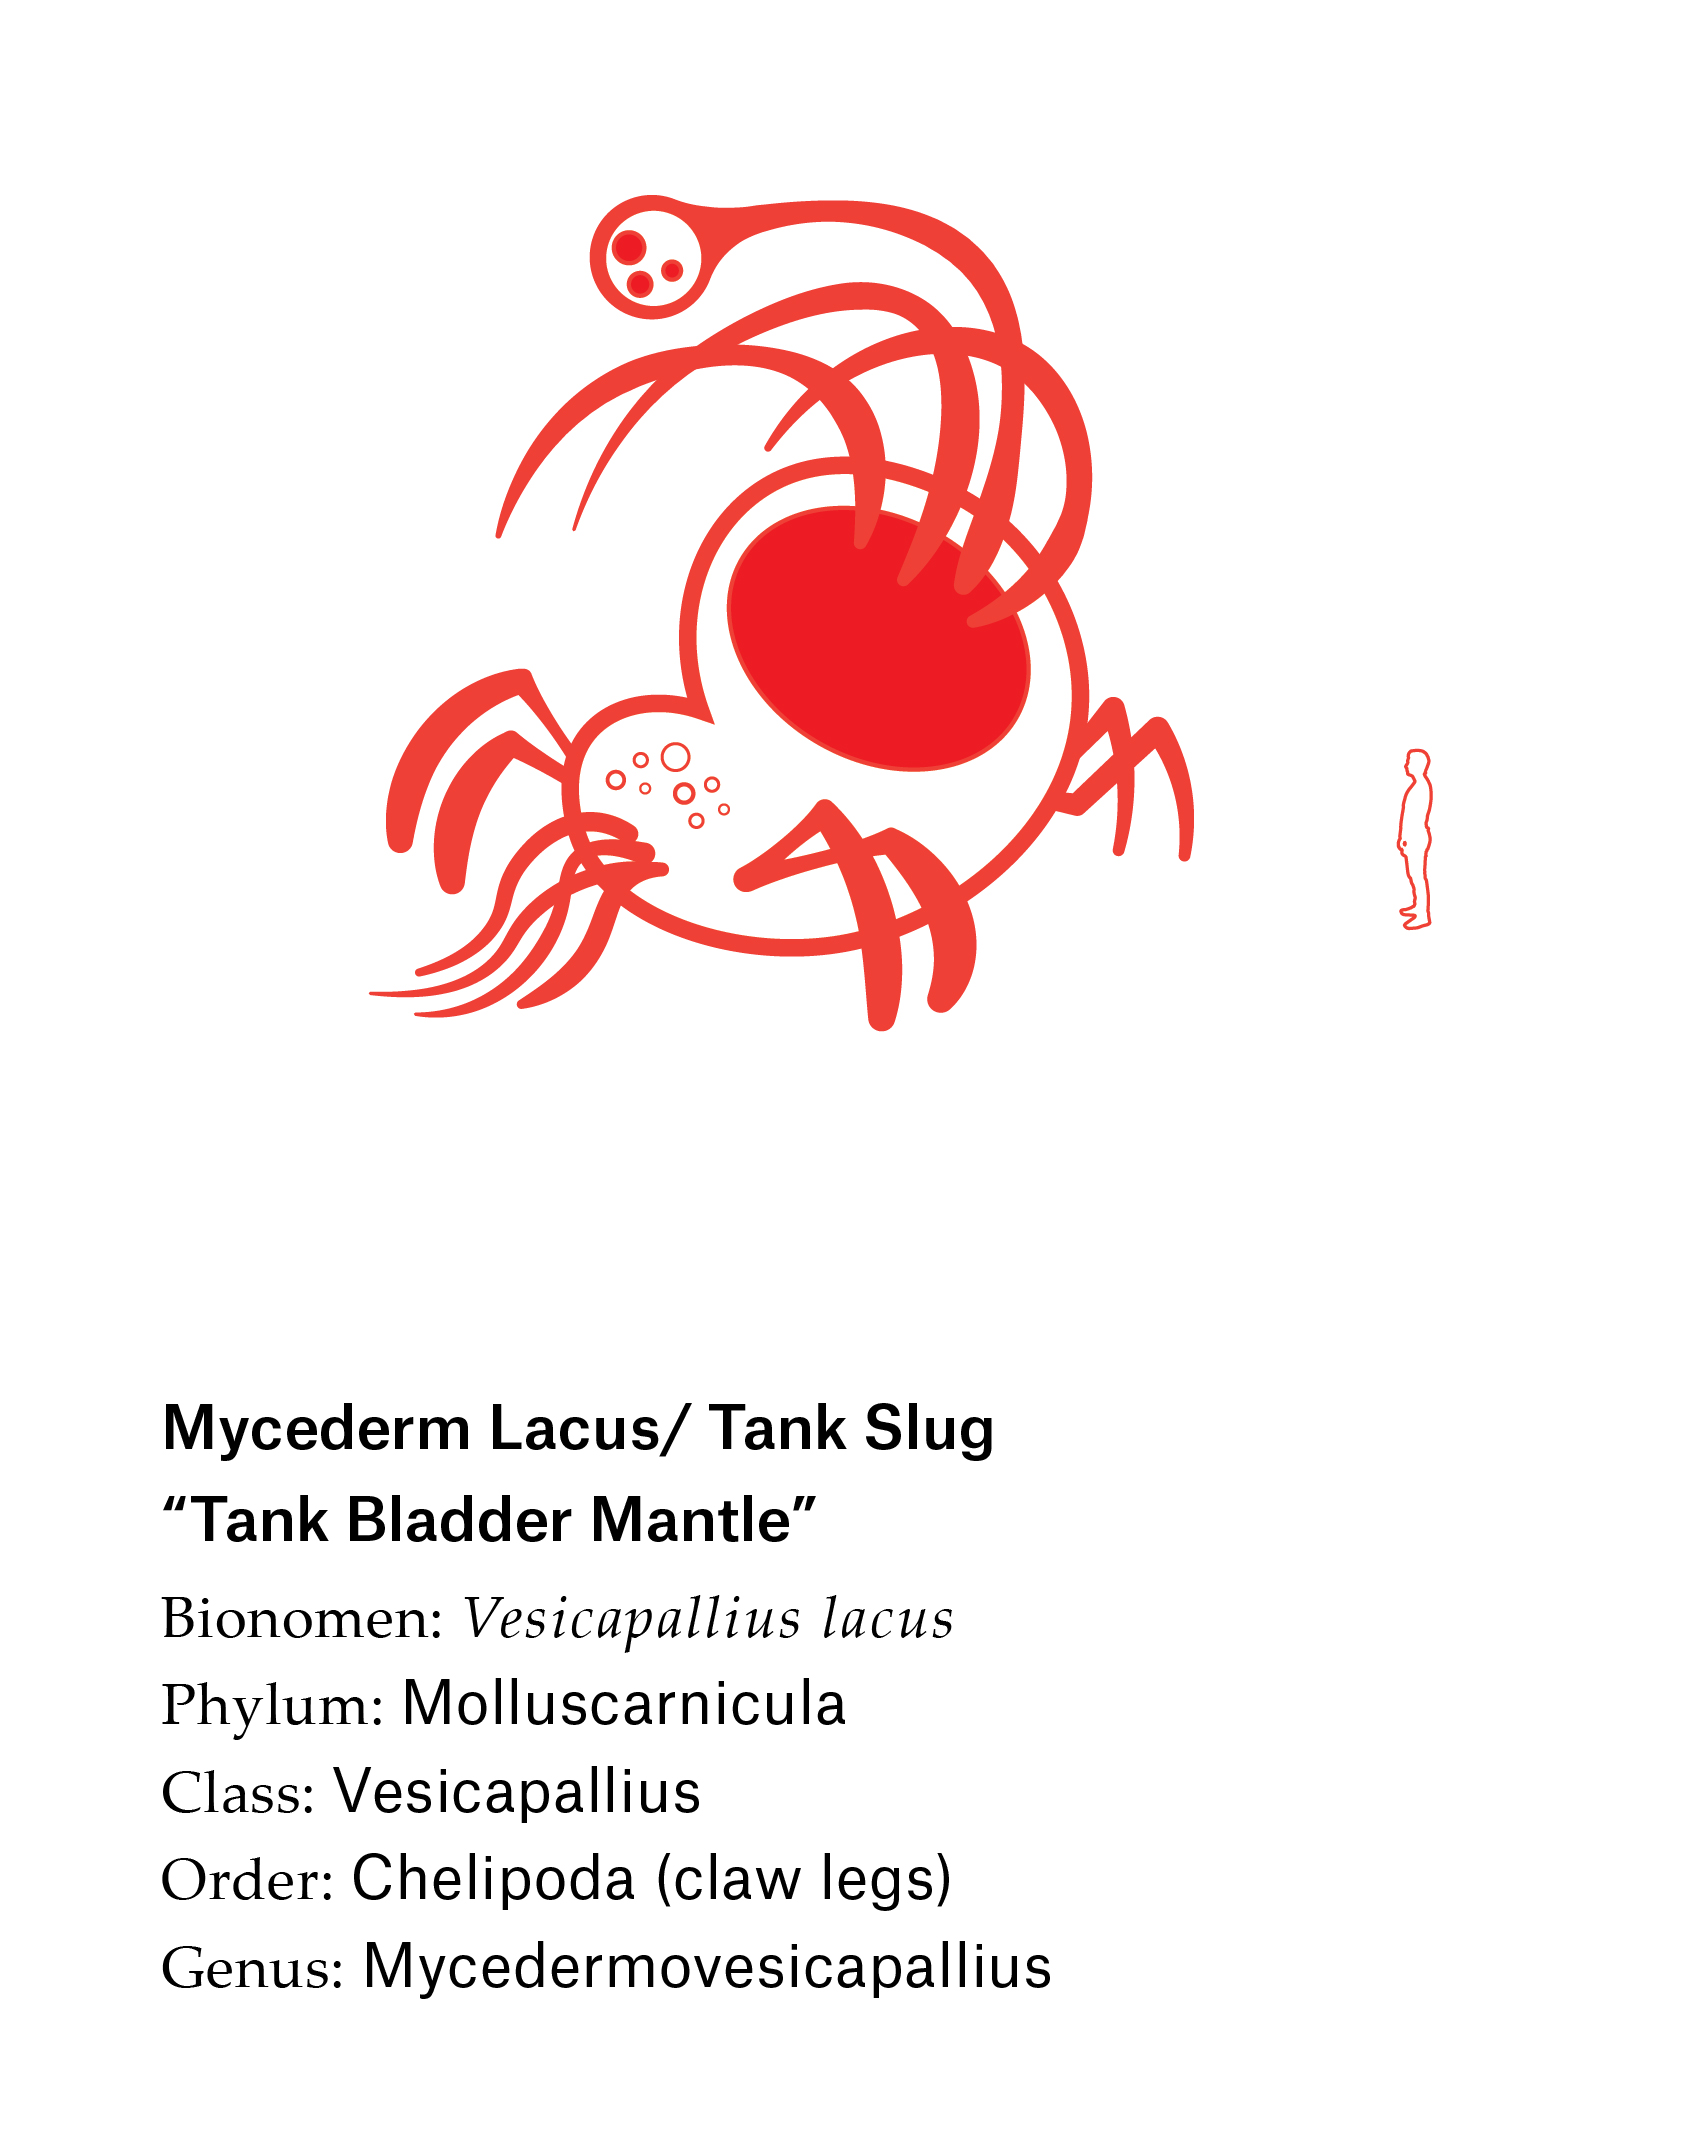 Mycederm Lacus/ Tank Slug
“Tank Bladder Mantle”
Bionomen: Vesicapallius lacus
Phylum: Molluscarnicula
Class: Vesicapallius
Order: Chelipoda (claw legs)
Genus: Mycedermovesicapallius